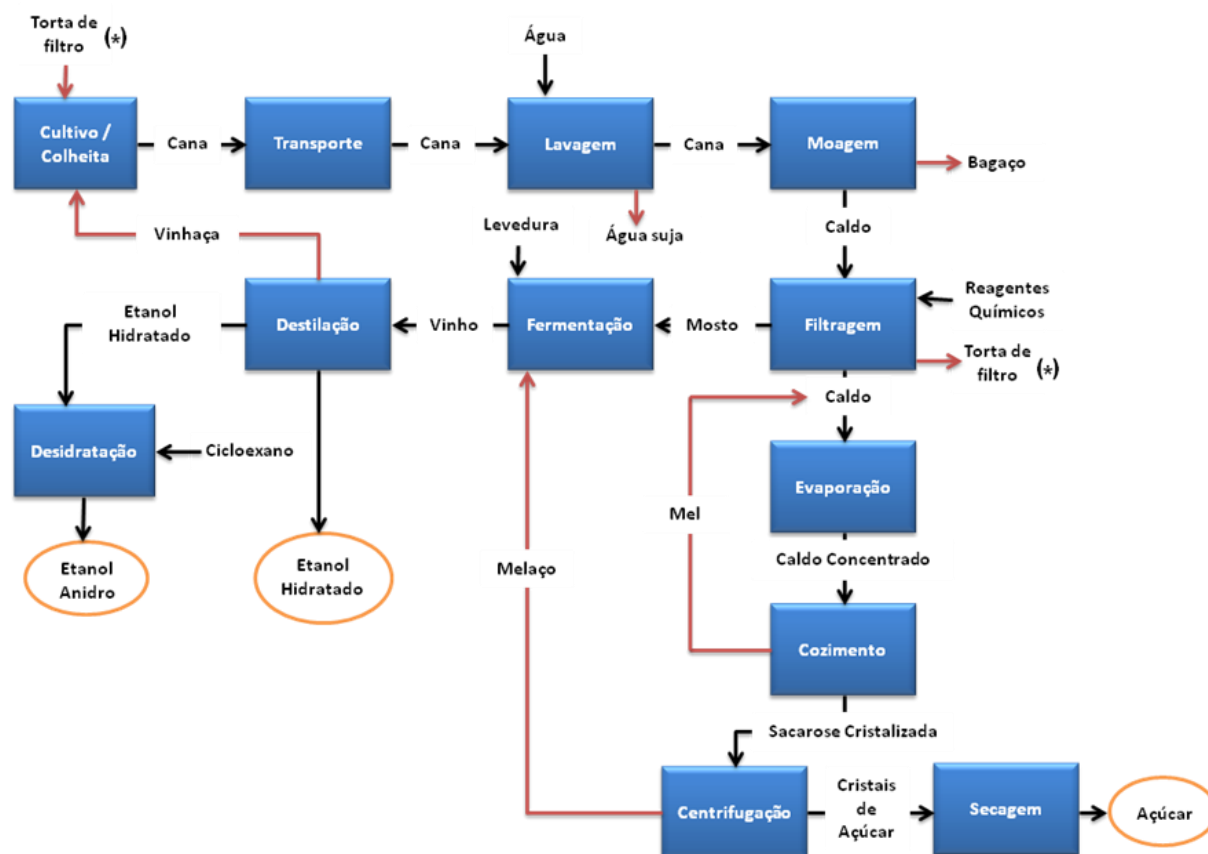 Torta de
filtro (*)
Água
Cultivo /
Colheita
Cana
Transporte
Cana
Lavagem
Cana
Moagem
Bagaço
Vinhaça
Levedura
Água suja
Caldo
Etanol
Hidratado
Destilação
Vinho
Fermentação
Mosto
Filtragem
Reagentes
Químicos
Torta de
filtro (*)
Caldo
Desidratação
Cicloexano
Evaporação
Mel
Caldo Concentrado
Etanol
Anidro
Etanol
Hidratado
Melaço
Cozimento
Sacarose Cristalizada
Centrifugação
Cristais
de
Açúcar
Secagem
Açúcar